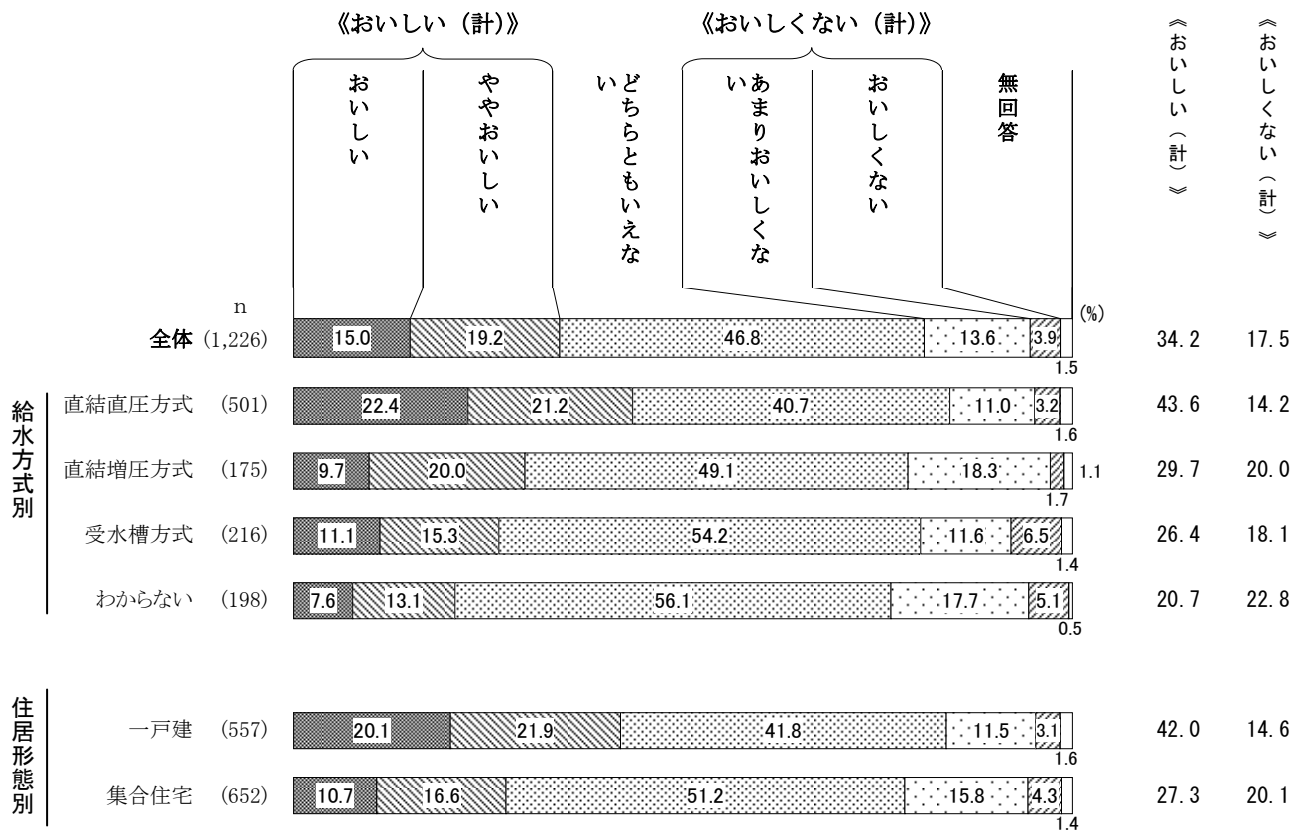 《おいしい（計）》 《おいしくない（計）》
おいしい
ややおいしい
どちらともいえない
あまりおいしくない
おいしくない
無回答
《おいしい（計）》
《おいしくない（計）》
n
(%)
全体 (1,226) 15.0 19.2 46.8 13.6 3.9 1.5 34.2 17.5
給水方式別
直結直圧方式 (501) 22.4 21.2 40.7 11.0 3.2 1.6 43.6 14.2
直結増圧方式 (175) 9.7 20.0 49.1 18.3 1.7 1.1 29.7 20.0
受水槽方式 (216) 11.1 15.3 54.2 11.6 6.5 1.4 26.4 18.1
わからない (198) 7.6 13.1 56.1 17.7 5.1 0.5 20.7 22.8
住居形態別
一戸建 (557) 20.1 21.9 41.8 11.5 3.1 1.6 42.0 14.6
集合住宅 (652) 10.7 16.6 51.2 15.8 4.3 1.4 27.3 20.1